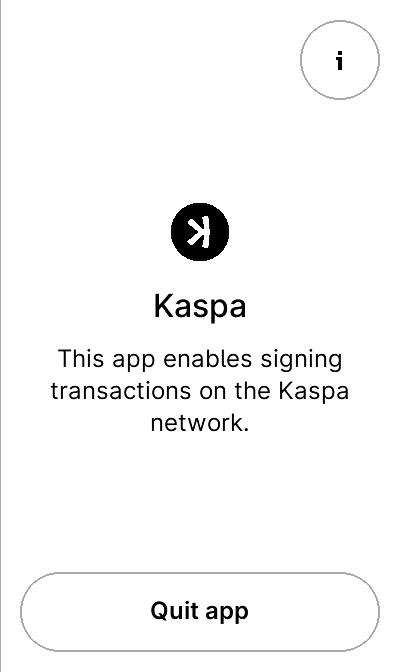 i
Kaspa
This app enables signing
transactions on the Kaspa
network.
Quit app